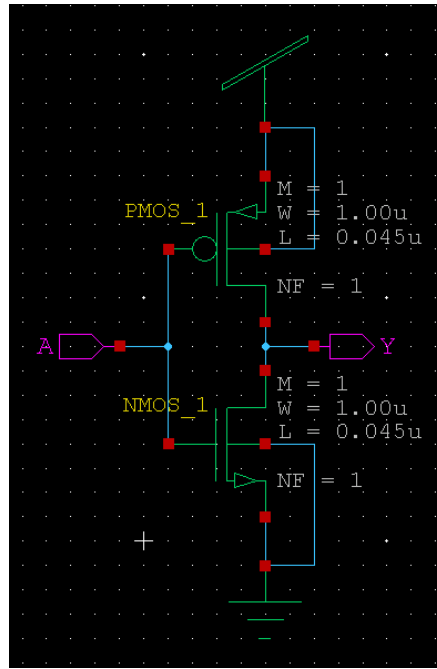 PMOS_1
M = 1
W = 1.00u
L = 0.045u
NF = 1
A
Y
NMOS_1
M = 1
W = 1.00u
L = 0.045u
NF = 1